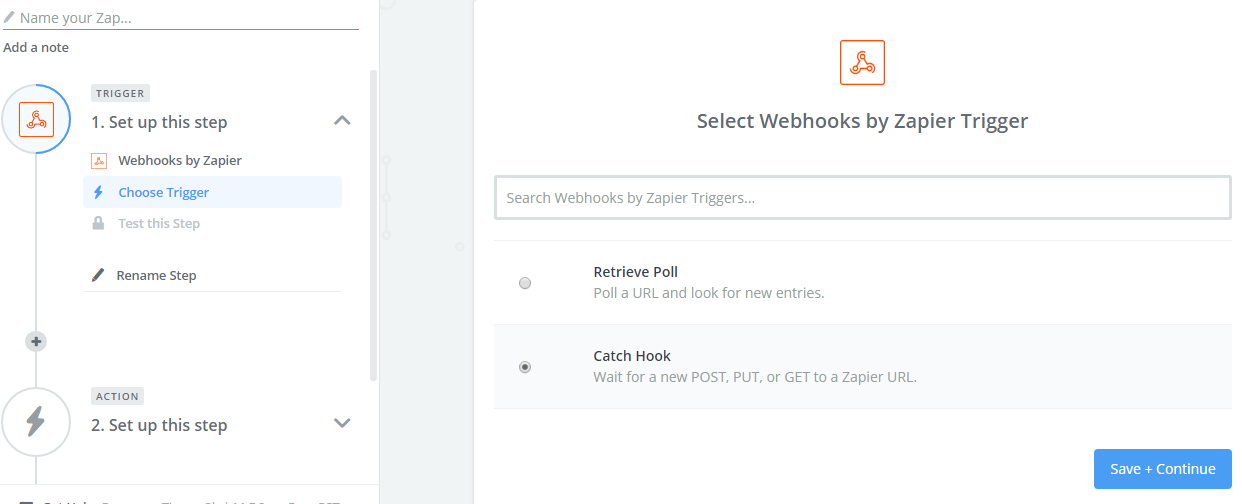 Name your Zap...
Add a note
TRIGGER
1. Set up this step
Webhooks by Zapier
Choose Trigger
Test this Step
Rename Step
ACTION
2. Set up this step
Select Webhooks by Zapier Trigger
Search Webhooks by Zapier Triggers...
Retrieve Poll
Poll a URL and look for new entries.
Catch Hook
Wait for a new POST, PUT, or GET to a Zapier URL.
Save + Continue